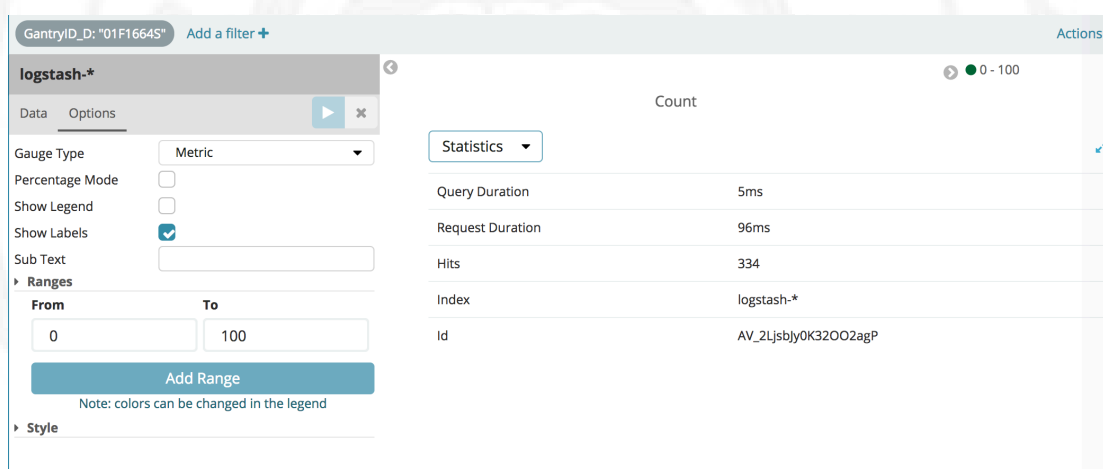 GantryID_D: "01F1664S" Add a filter + Actions
logstash-*
Data Options
Gauge Type Metric
Percentage Mode
Show Legend
Show Labels
Sub Text
Ranges
From To
0 100
Add Range
Note: colors can be changed in the legend
Style
0 - 100
Count
Statistics
Query Duration 5ms
Request Duration 96ms
Hits 334
Index logstash-*
Id AV_2LjsbJy0K32OO2agP